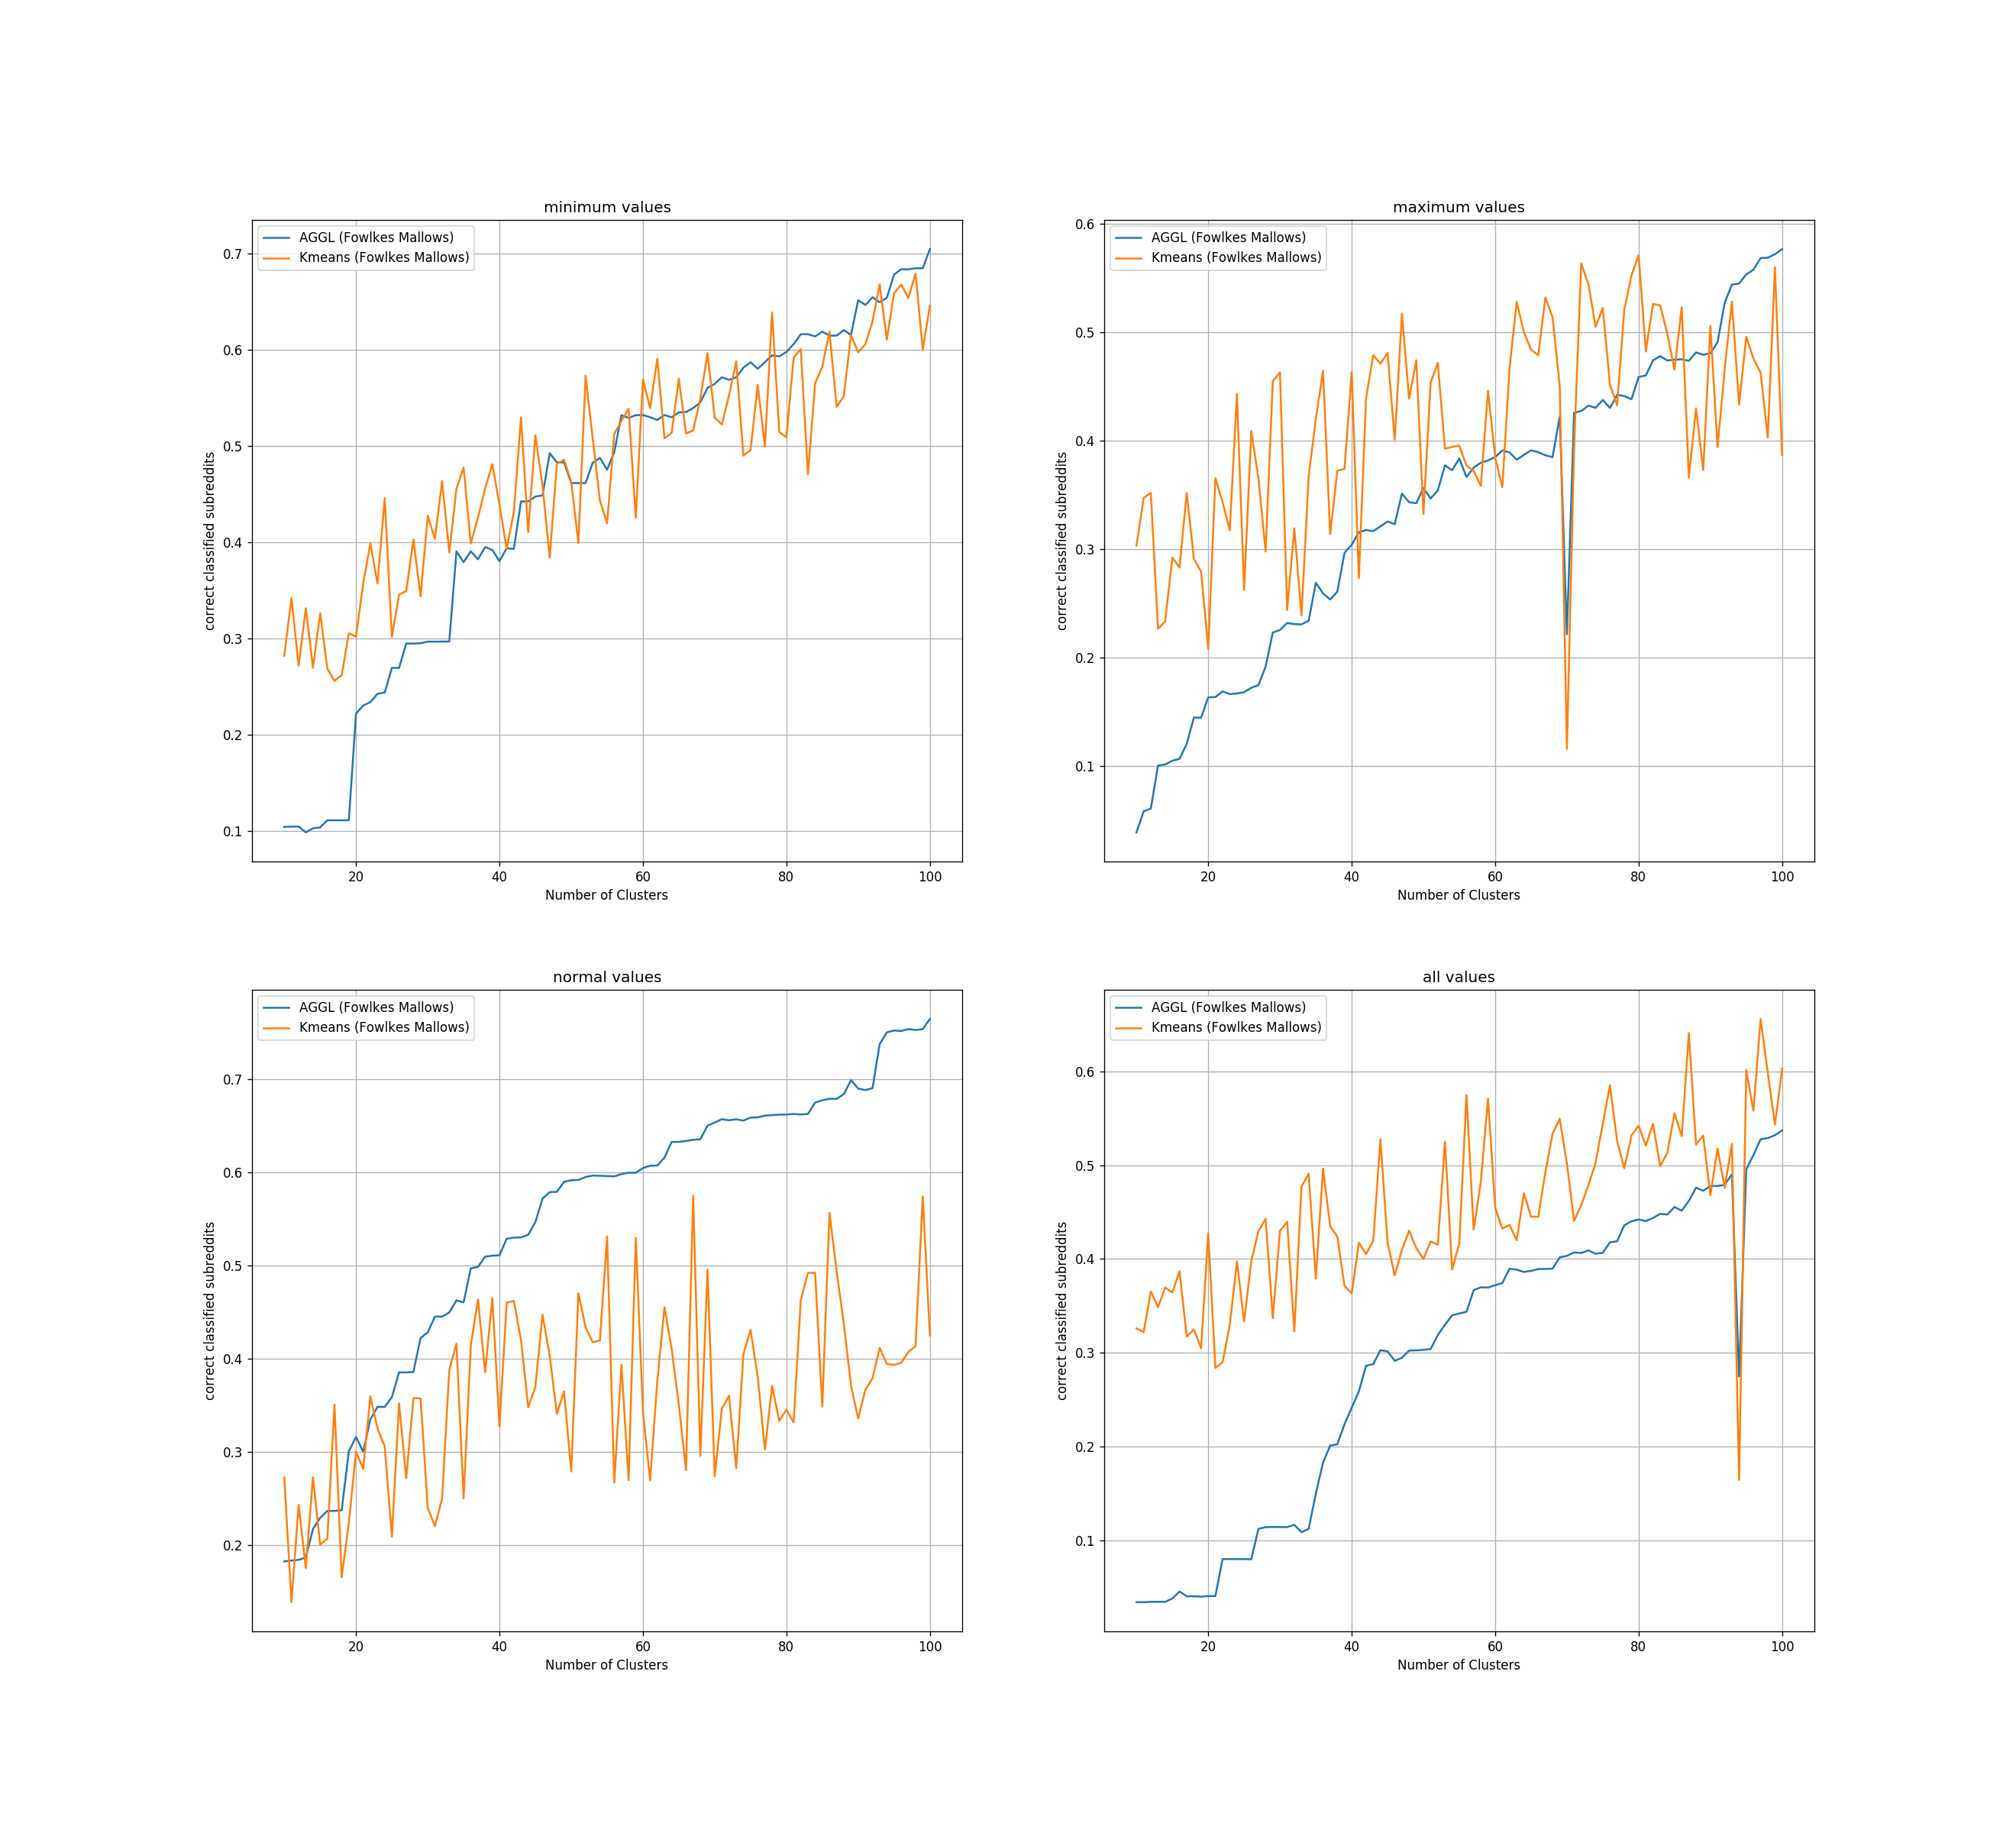 minimum values
AGGL (Fowlkes Mallows)
Kmeans (Fowlkes Mallows)
correct classified subreddits
0.7
0.6
0.5
0.4
0.3
0.2
0.1
20 40 60 80 100
Number of Clusters
maximum values
AGGL (Fowlkes Mallows)
Kmeans (Fowlkes Mallows)
correct classified subreddits
0.6
0.5
0.4
0.3
0.2
0.1
20 40 60 80 100
Number of Clusters
normal values
AGGL (Fowlkes Mallows)
Kmeans (Fowlkes Mallows)
correct classified subreddits
0.7
0.6
0.5
0.4
0.3
0.2
20 40 60 80 100
Number of Clusters
all values
AGGL (Fowlkes Mallows)
Kmeans (Fowlkes Mallows)
correct classified subreddits
0.6
0.5
0.4
0.3
0.2
0.1
20 40 60 80 100
Number of Clusters